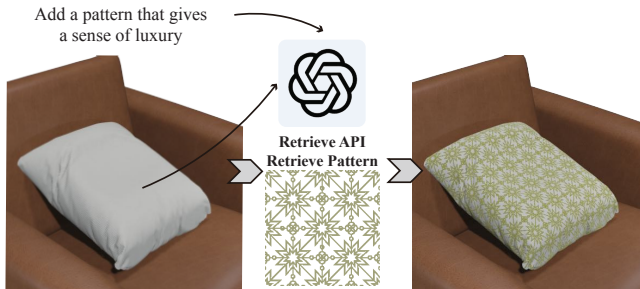 Add a pattern that gives
a sense of luxury
Retrieve API
Retrieve Pattern